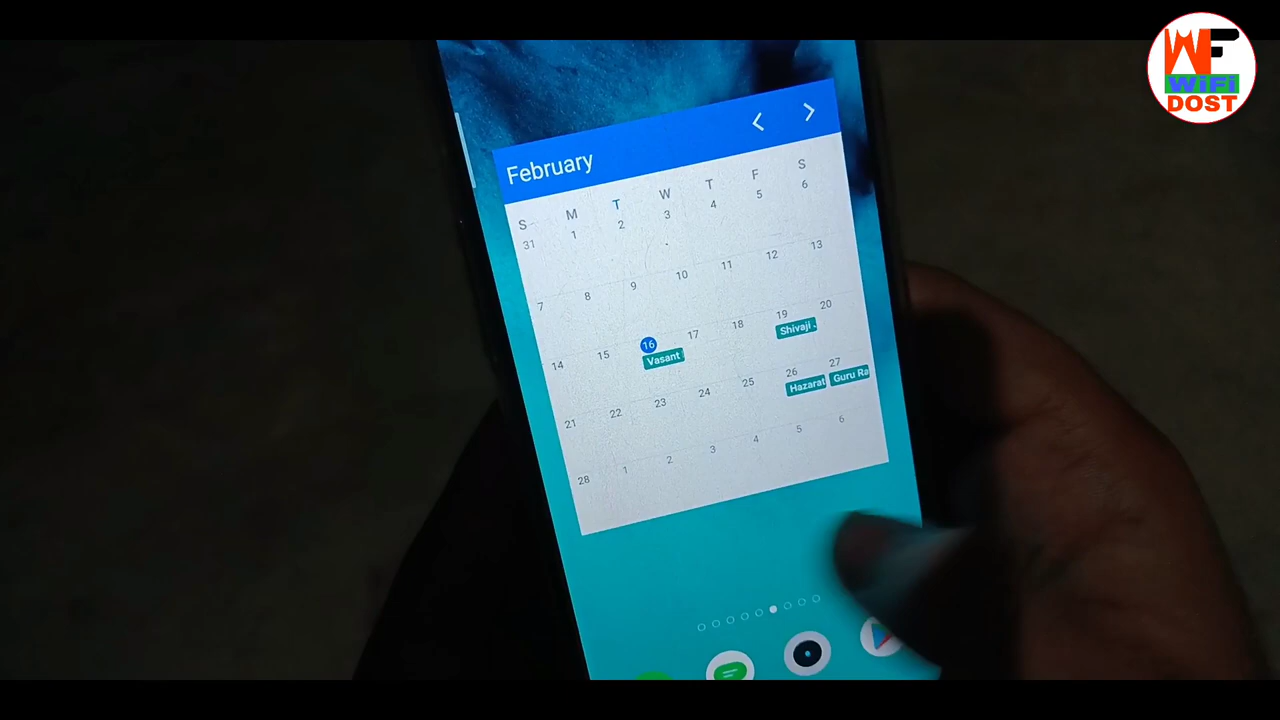 WF
WiFi
DOST
February
S M T W T F S
31 1 2 3 4 5 6
7 8 9 10 11 12 13
14 15 16 17 18 19 20
Vasant Shivaji
21 22 23 24 25 26 27
Hazarat Guru Ra
28 1 2 3 4 5 6